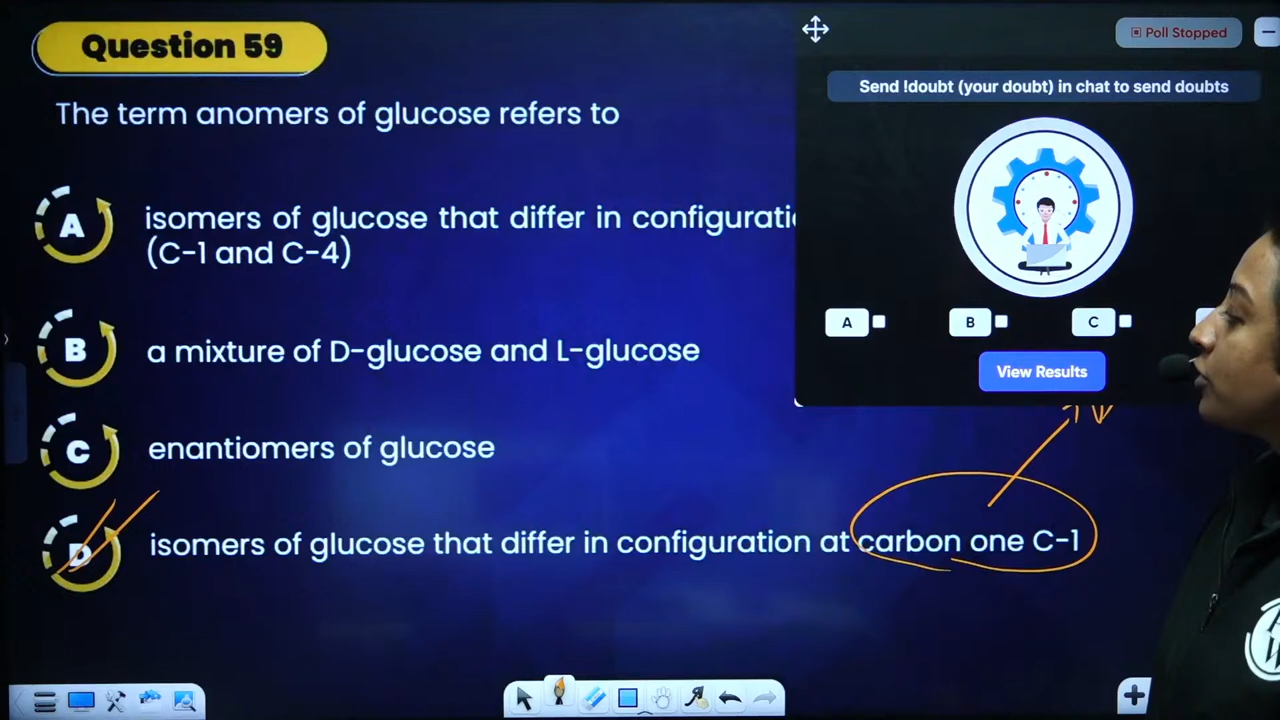 Question 59
The term anomers of glucose refers to
A
isomers of glucose that differ in configurati
(C-1 and C-4)
B
a mixture of D-glucose and L-glucose
C
enantiomers of glucose
D
isomers of glucose that differ in configuration at carbon one C-1
Poll Stopped
Send !doubt (your doubt) in chat to send doubts
A
B
C
View Results